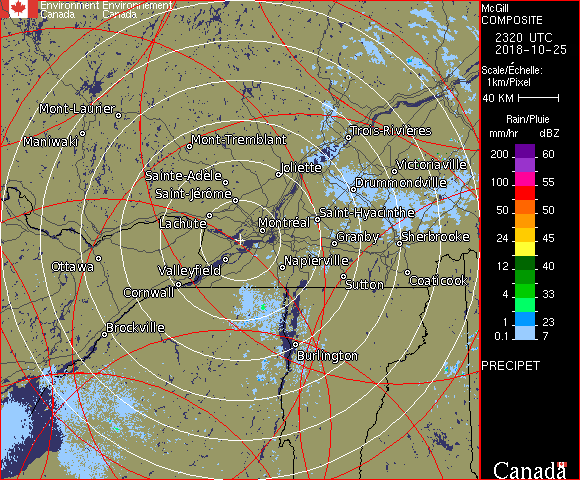 Environment Environnement
Canada Canada
McGill
COMPOSITE
2320 UTC
2018-10-25
Scale/Échelle:
1km/Pixel
40 KM
Rain/Pluie
mm/hr dBZ
200 60
100 55
50 50
24 45
12 40
8 33
4 33
1 23
0.1 7
PRECIPET
Canada
Mont-Laurier
Maniwaki
Mont-Tremblant
Trois-Rivières
Sainte-Adèle
Joliette
Victoriaville
Saint-Jérôme
Drummondville
Lachute
Montréal
Saint-Hyacinthe
Granby
Sherbrooke
Ottawa
Valleyfield
Napierville
Cornwall
Sutton
Coaticook
Brockville
Burlington